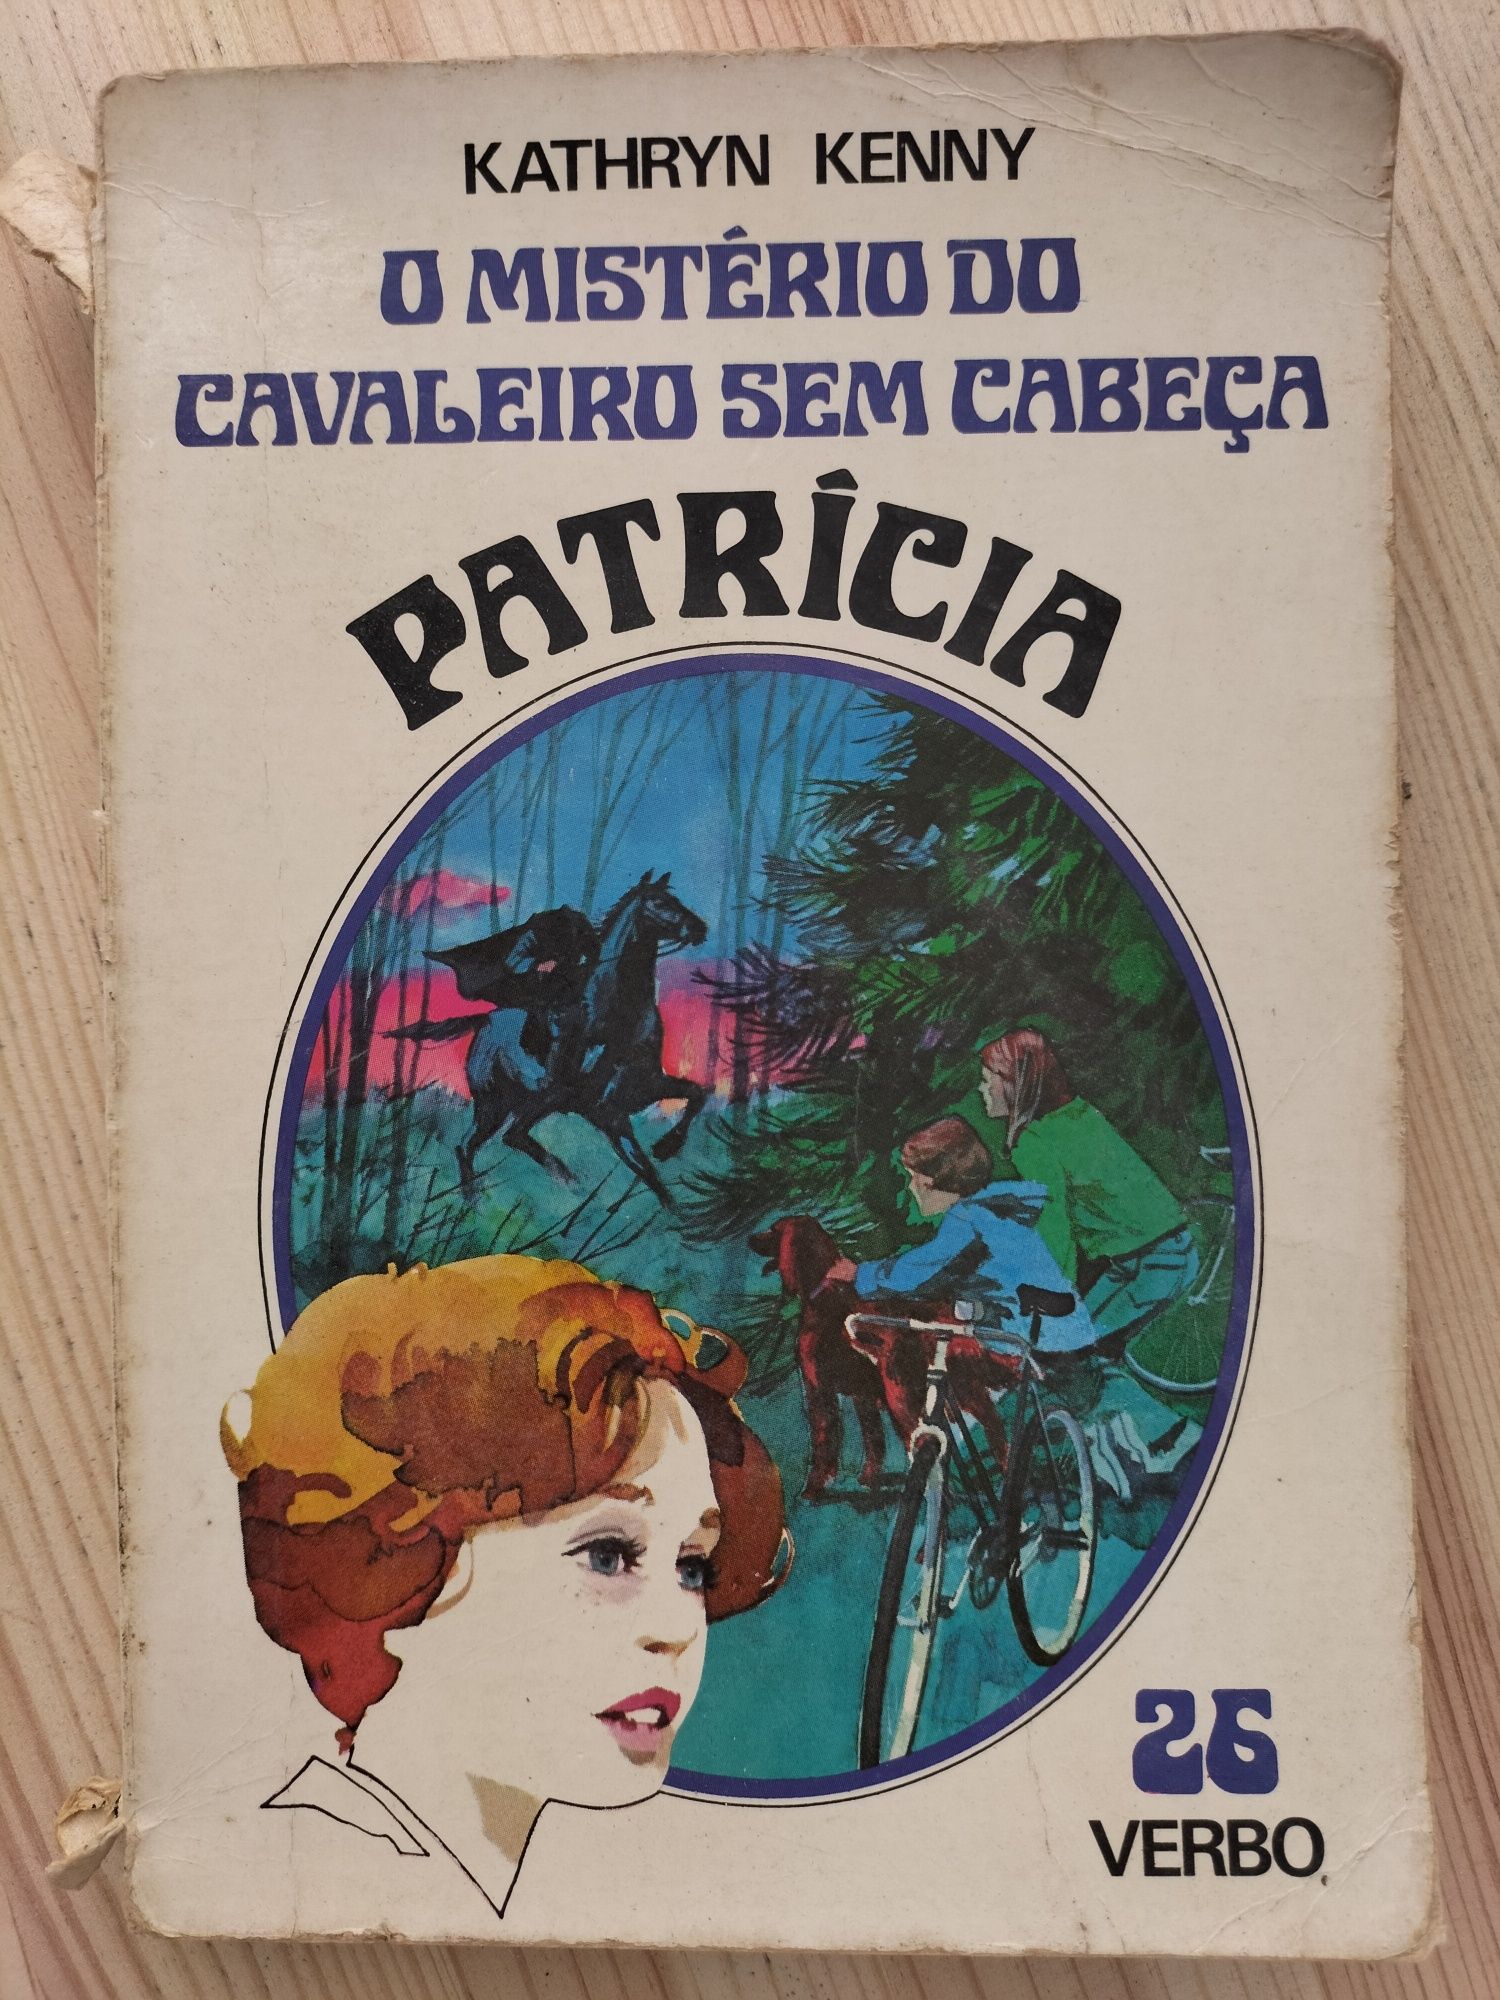 KATHRYN KENNY
O MISTÉRIO DO
CAVALEIRO SEM CABEÇA
PATRÍCIA
26
VERBO